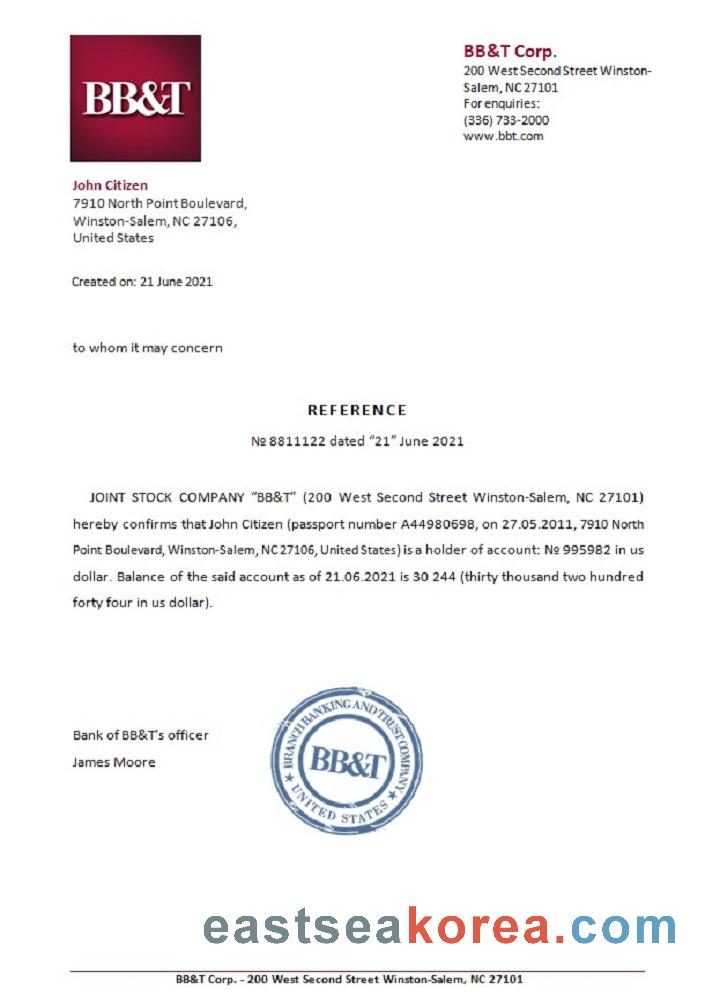 BB&T
BB&T Corp.
200 West Second Street Winston-
Salem, NC 27101
For enquiries:
(336) 733-2000
www.bbt.com
John Citizen
7910 North Point Boulevard,
Winston-Salem, NC 27106,
United States
Created on: 21 June 2021
to whom it may concern
REFERENCE
№ 8811122 dated “21” June 2021
JOINT STOCK COMPANY “BB&T” (200 West Second Street Winston-Salem, NC 27101)
hereby confirms that John Citizen (passport number A44980698, on 27.05.2011, 7910 North
Point Boulevard, Winston-Salem, NC 27106, United States) is a holder of account: № 995982 in us
dollar. Balance of the said account as of 21.06.2021 is 30 244 (thirty thousand two hundred
forty four in us dollar).
Bank of BB&T’s officer
James Moore
BRANCH BANKING AND TRUST COMPANY
BB&T
★ UNITED STATES ★
eastseakorea.com
BB&T Corp. - 200 West Second Street Winston-Salem, NC 27101